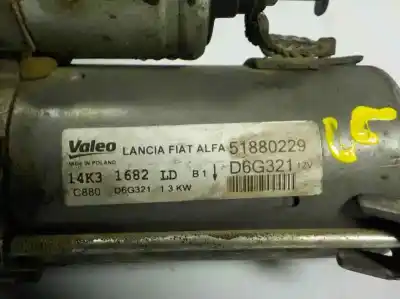 Valeo LANCIA FIAT ALFA 51880229
MADE IN POLAND
D6G321 12V
14K3 1682 LD B1
C880 D6G321 1.3 KW